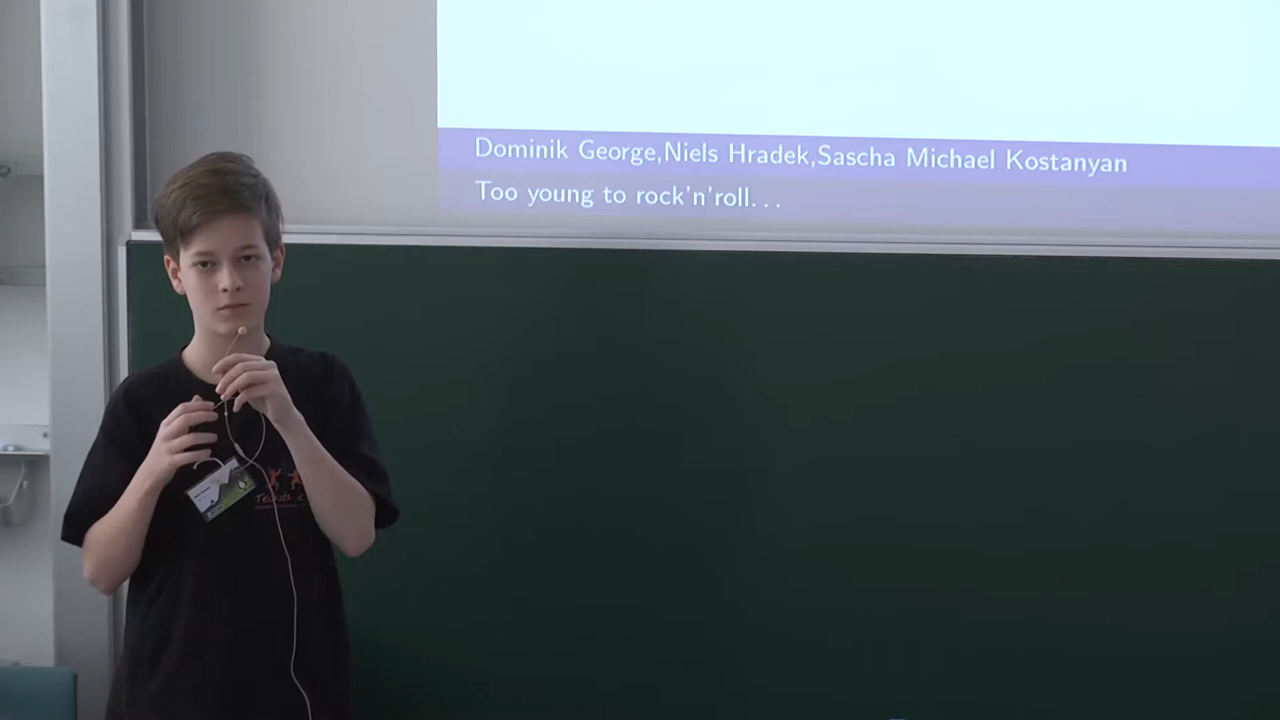 Dominik George,Niels Hradek,Sascha Michael Kostanyan
Too young to rock'n'roll...